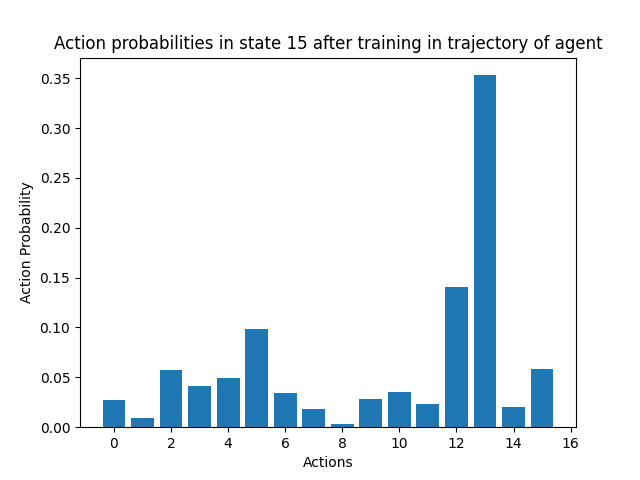 Action probabilities in state 15 after training in trajectory of agent
0.35
0.30
0.25
0.20
0.15
0.10
0.05
0.00
Action Probability
0 2 4 6 8 10 12 14 16
Actions